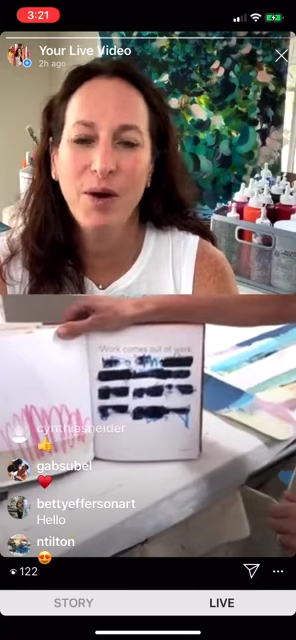 3:21
Your Live Video
2h ago
"Work comes out of work
cynthiasneider
gabsubel
bettyeffersonart
Hello
ntilton
122
STORY
LIVE